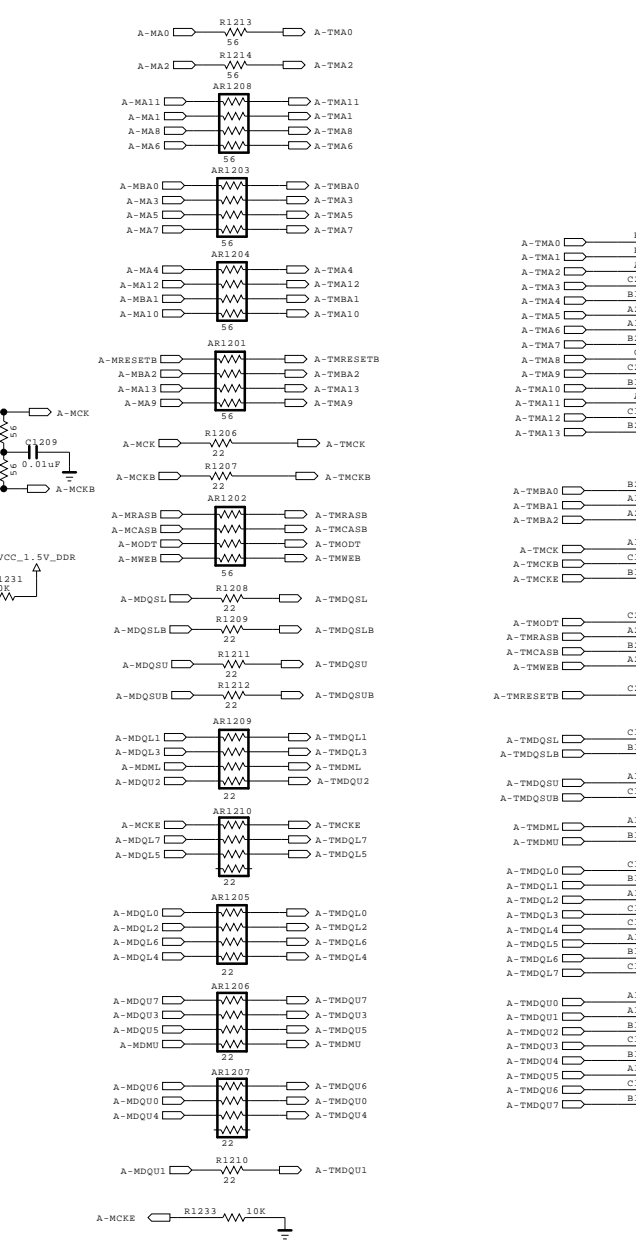 R1213
A-MA0 A-TMA0
56
R1214
A-MA2 A-TMA2
56
AR1208
A-MA11 A-TMA11
A-MA1 A-TMA1
A-MA8 A-TMA8
A-MA6 A-TMA6
56
AR1203
A-MBA0 A-TMBA0
A-MA3 A-TMA3
A-MA5 A-TMA5
A-MA7 A-TMA7
56
AR1204
A-MA4 A-TMA4
A-MA12 A-TMA12
A-MBA1 A-TMBA1
A-MA10 A-TMA10
56
AR1201
A-MRESETB A-TMRESETB
A-MBA2 A-TMBA2
A-MA13 A-TMA13
A-MA9 A-TMA9
56
A-MCK
56
C1209
0.01uF
56
A-MCKB
R1206
A-MCK A-TMCK
22
R1207
A-MCKB A-TMCKB
22
AR1202
A-MRASB A-TMRASB
A-MCASB A-TMCASB
A-MODT A-TMODT
A-MWEB A-TMWEB
56
VCC_1.5V_DDR
1231
0K
R1208
A-MDQSL A-TMDQSL
22
R1209
A-MDQSLB A-TMDQSLB
22
R1211
A-MDQSU A-TMDQSU
22
R1212
A-MDQSUB A-TMDQSUB
22
AR1209
A-MDQL1 A-TMDQL1
A-MDQL3 A-TMDQL3
A-MDML A-TMDML
A-MDQU2 A-TMDQU2
22
AR1210
A-MCKE A-TMCKE
A-MDQL7 A-TMDQL7
A-MDQL5 A-TMDQL5
22
AR1205
A-MDQL0 A-TMDQL0
A-MDQL2 A-TMDQL2
A-MDQL6 A-TMDQL6
A-MDQL4 A-TMDQL4
22
AR1206
A-MDQU7 A-TMDQU7
A-MDQU3 A-TMDQU3
A-MDQU5 A-TMDQU5
A-MDMU A-TMDMU
22
AR1207
A-MDQU6 A-TMDQU6
A-MDQU0 A-TMDQU0
A-MDQU4 A-TMDQU4
22
R1210
A-MDQU1 A-TMDQU1
22
A-MCKE R1233 10K
A-TMA0
A-TMA1
A-TMA2
A-TMA3
A-TMA4
A-TMA5
A-TMA6
A-TMA7
A-TMA8
A-TMA9
A-TMA10
A-TMA11
A-TMA12
A-TMA13
A-TMBA0
A-TMBA1
A-TMBA2
A-TMCK
A-TMCKB
A-TMCKE
A-TMODT
A-TMRASB
A-TMCASB
A-TMWEB
A-TMRESETB
A-TMDQSL
A-TMDQSLB
A-TMDQSU
A-TMDQSUB
A-TMDML
A-TMDMU
A-TMDQL0
A-TMDQL1
A-TMDQL2
A-TMDQL3
A-TMDQL4
A-TMDQL5
A-TMDQL6
A-TMDQL7
A-TMDQU0
A-TMDQU1
A-TMDQU2
A-TMDQU3
A-TMDQU4
A-TMDQU5
A-TMDQU6
A-TMDQU7